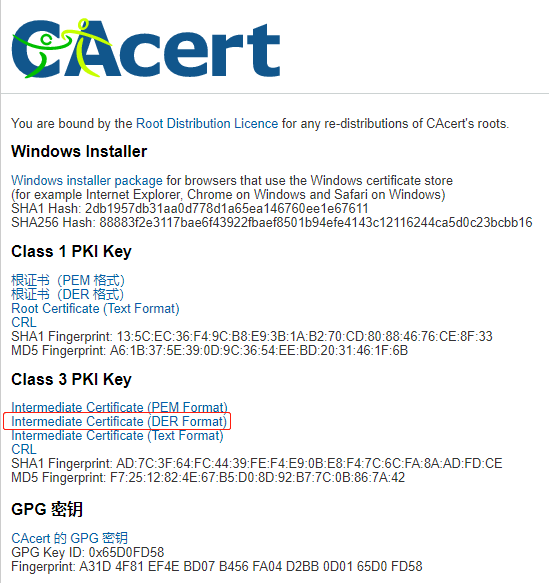 CAcert
You are bound by the Root Distribution Licence for any re-distributions of CAcert's roots.
Windows Installer
Windows installer package for browsers that use the Windows certificate store
(for example Internet Explorer, Chrome on Windows and Safari on Windows)
SHA1 Hash: 2db1957db31aa0d778d1a65ea146760ee1e67611
SHA256 Hash: 88883f2e3117bae6f43922fbaef8501b94efe4143c12116244ca5d0c23bcbb16
Class 1 PKI Key
根证书（PEM 格式）
根证书（DER 格式）
Root Certificate (Text Format)
CRL
SHA1 Fingerprint: 13:5C:EC:36:F4:9C:B8:E9:3B:1A:B2:70:CD:80:88:46:76:CE:8F:33
MD5 Fingerprint: A6:1B:37:5E:39:0D:9C:36:54:EE:BD:20:31:46:1F:6B
Class 3 PKI Key
Intermediate Certificate (PEM Format)
Intermediate Certificate (DER Format)
Intermediate Certificate (Text Format)
CRL
SHA1 Fingerprint: AD:7C:3F:64:FC:44:39:FE:F4:E9:0B:E8:F4:7C:6C:FA:8A:AD:FD:CE
MD5 Fingerprint: F7:25:12:82:4E:67:B5:D0:8D:92:B7:7C:0B:86:7A:42
GPG 密钥
CAcert 的 GPG 密钥
GPG Key ID: 0x65D0FD58
Fingerprint: A31D 4F81 EF4E BD07 B456 FA04 D2BB 0D01 65D0 FD58